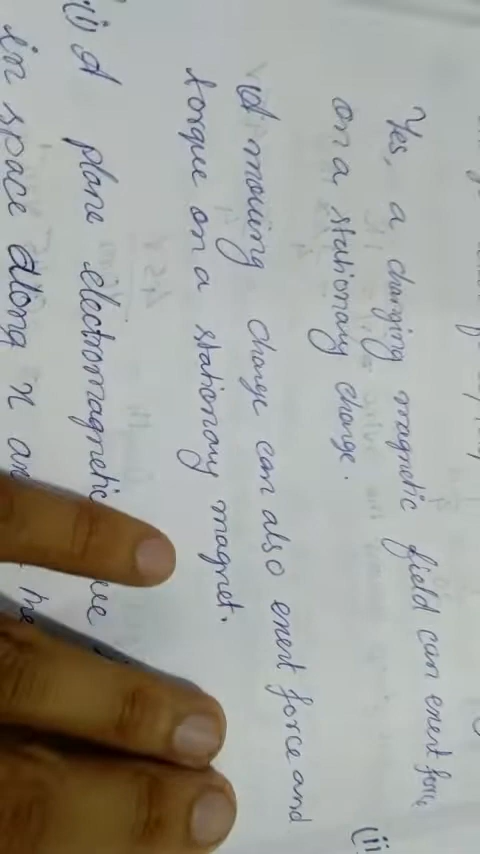 Yes, a changing magnetic field can exert force
on a stationary charge.
A moving charge can also exert force and
torque on a stationary magnet.
(i) A plane electromagnetic
in space along x
(ii